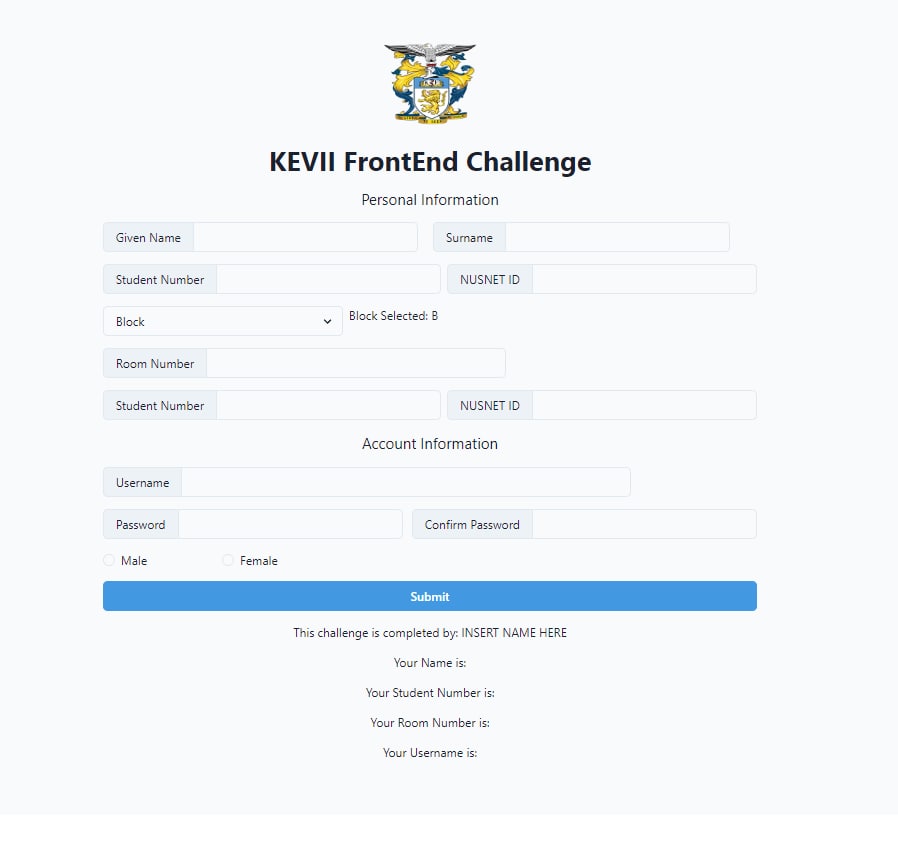 KEVII FrontEnd Challenge
Personal Information
Given Name Surname
Student Number NUSNET ID
Block Block Selected: B
Room Number
Student Number NUSNET ID
Account Information
Username
Password Confirm Password
Male Female
Submit
This challenge is completed by: INSERT NAME HERE
Your Name is:
Your Student Number is:
Your Room Number is:
Your Username is: